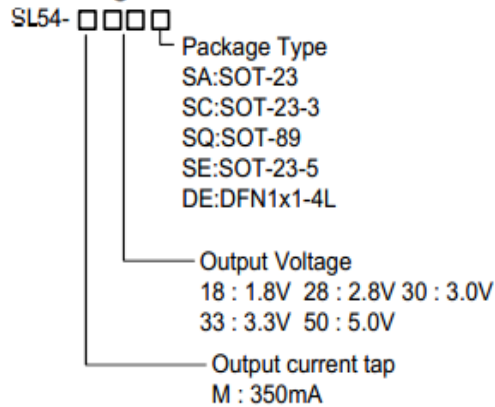 SL54-
Package Type
SA:SOT-23
SC:SOT-23-3
SQ:SOT-89
SE:SOT-23-5
DE:DFN1x1-4L
Output Voltage
18 : 1.8V 28 : 2.8V 30 : 3.0V
33 : 3.3V 50 : 5.0V
Output current tap
M : 350mA